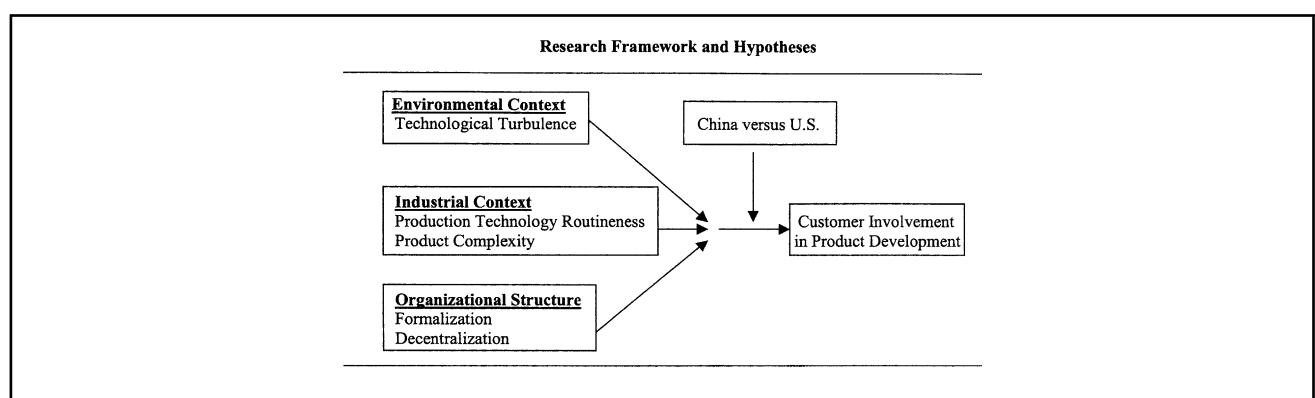 Research Framework and Hypotheses
Environmental Context
Technological Turbulence
China versus U.S.
Industrial Context
Production Technology Routineness
Product Complexity
Customer Involvement
in Product Development
Organizational Structure
Formalization
Decentralization